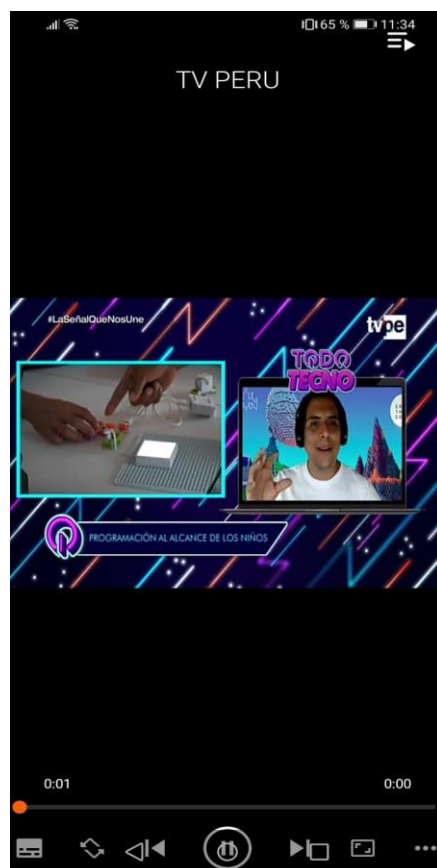 65 % 11:34
TV PERU
#LaSeñalQueNosUne
tvpe
TODO
TECNO
PROGRAMACIÓN AL ALCANCE DE LOS NIÑOS
0:01 0:00